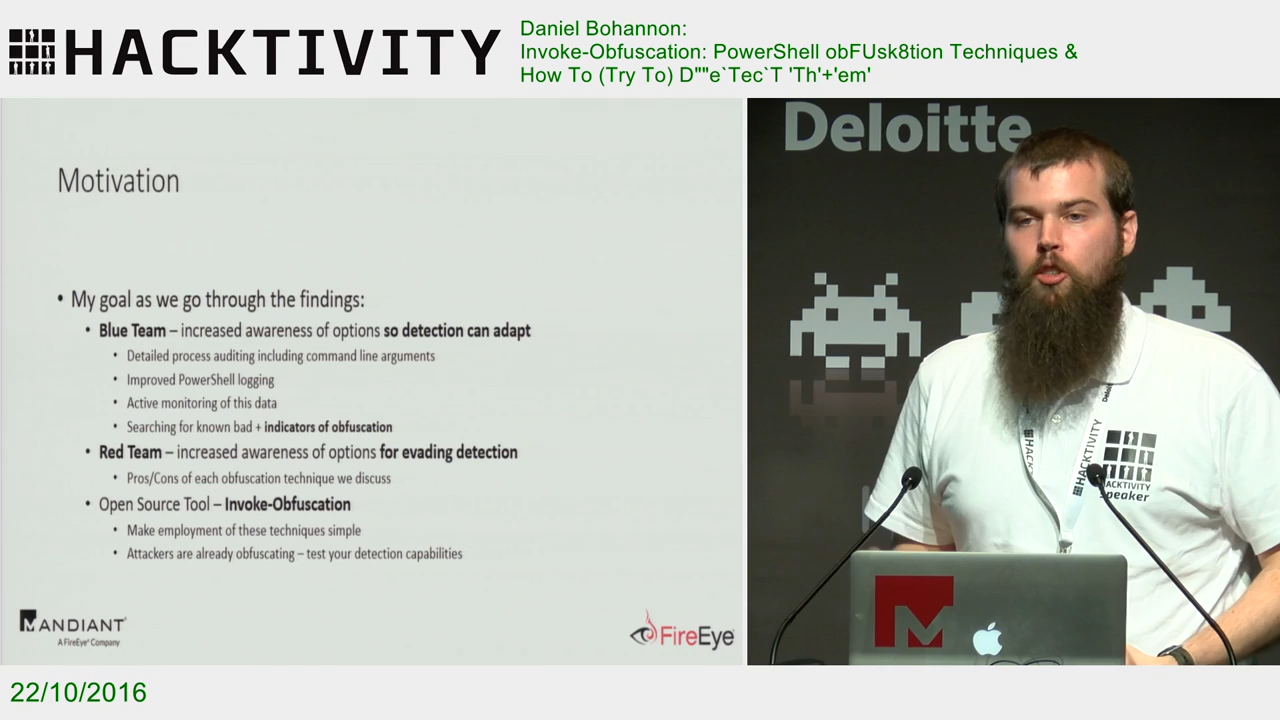 HACKTIVITY
Daniel Bohannon:
Invoke-Obfuscation: PowerShell obFUsk8tion Techniques &
How To (Try To) D""e`Tec`T 'Th'+'em'
Motivation
• My goal as we go through the findings:
• Blue Team – increased awareness of options so detection can adapt
• Detailed process auditing including command line arguments
• Improved PowerShell logging
• Active monitoring of this data
• Searching for known bad + indicators of obfuscation
• Red Team – increased awareness of options for evading detection
• Pros/Cons of each obfuscation technique we discuss
• Open Source Tool – Invoke-Obfuscation
• Make employment of these techniques simple
• Attackers are already obfuscating – test your detection capabilities
MANDIANT
A FireEye® Company
FireEye
Deloitte
HACKTIVITY
HACKTIVITY
HACKTIVITY
Speaker
22/10/2016